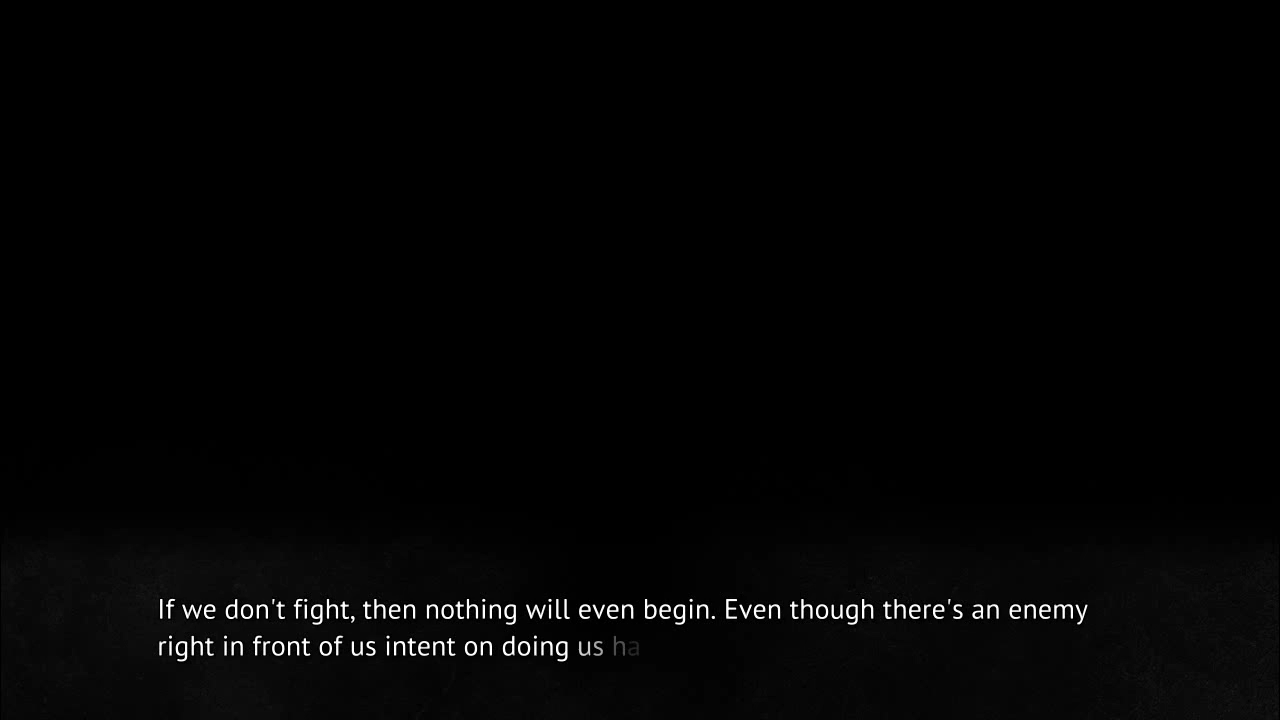 If we don't fight, then nothing will even begin. Even though there's an enemy
right in front of us intent on doing us ha